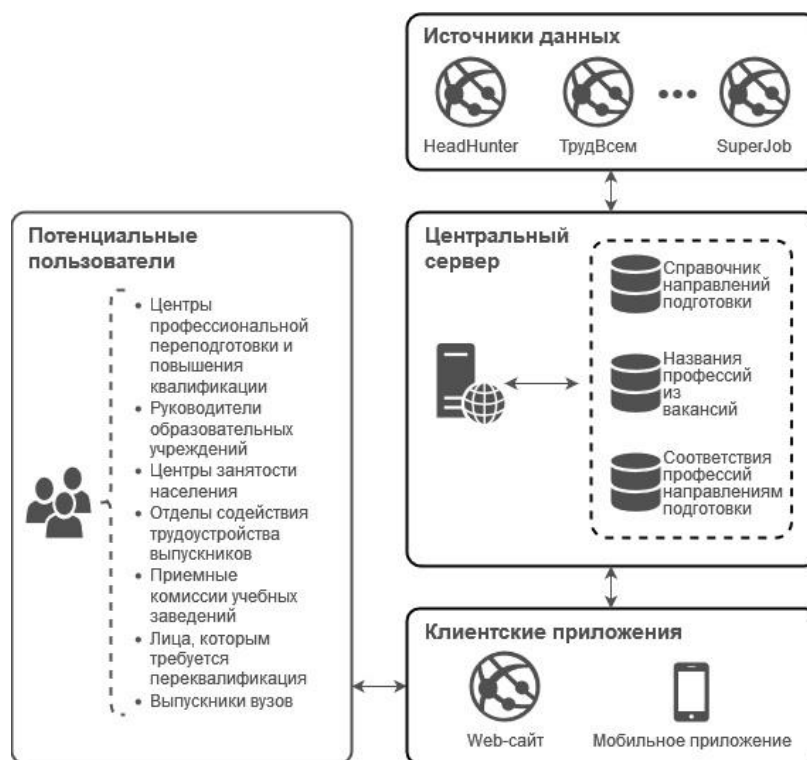 Источники данных
HeadHunter
ТрудВсем
SuperJob
Потенциальные
пользователи
• Центры
профессиональной
переподготовки и
повышения
квалификации
• Руководители
образовательных
учреждений
• Центры занятости
населения
• Отделы содействия
трудоустройства
выпускников
• Приемные
комиссии учебных
заведений
• Лица, которым
требуется
переквалификация
• Выпускники вузов
Центральный
сервер
Справочник
направлений
подготовки
Названия
профессий
из
вакансий
Соответствия
профессий
направлениям
подготовки
Клиентские приложения
Web-сайт
Мобильное приложение